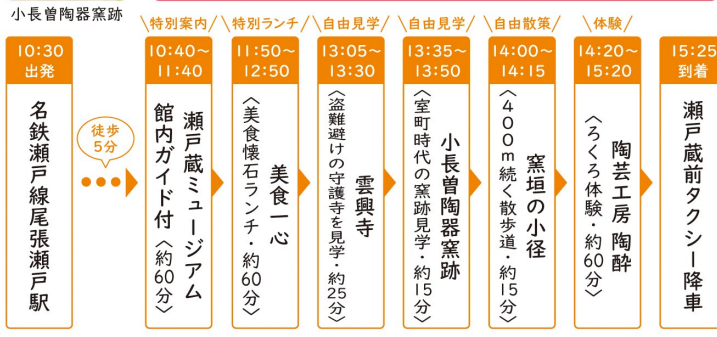 小長曽陶器窯跡
10:30
出発
名鉄瀬戸線尾張瀬戸駅
徒歩
5分
特別案内
10:40〜
11:40
瀬戸蔵ミュージアム
館内ガイド付〈約60分〉
特別ランチ
11:50〜
12:50
美食一心
〈美食懐石ランチ・約60分〉
自由見学
13:05〜
13:30
雲興寺
〈盗難避けの守護寺を見学・約25分〉
自由見学
13:35〜
13:50
小長曽陶器窯跡
〈室町時代の窯跡見学・約15分〉
自由散策
14:00〜
14:15
窯垣の小径
〈400m続く散歩道・約15分〉
体験
14:20〜
15:20
陶芸工房 陶酔
〈ろくろ体験・約60分〉
15:25
到着
瀬戸蔵前タクシー降車